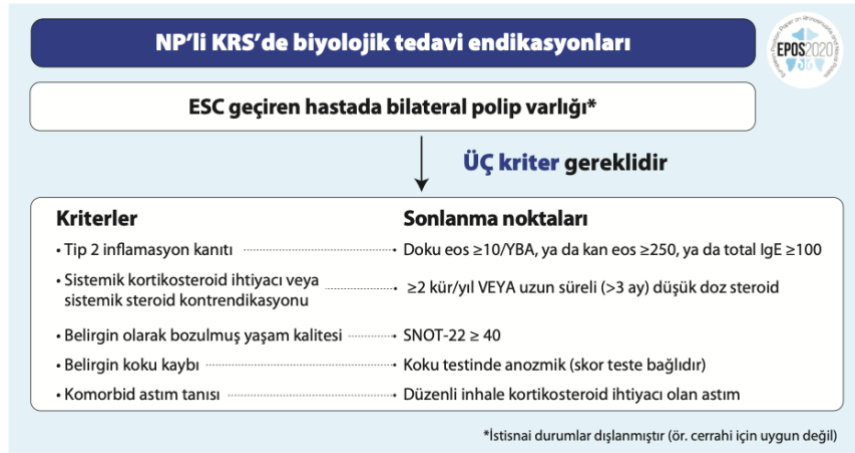 NP'li KRS'de biyolojik tedavi endikasyonları
EPOS2020
ESC geçiren hastada bilateral polip varlığı*
ÜÇ kriter gereklidir
Kriterler
Sonlanma noktaları
• Tip 2 inflamasyon kanıtı
• Doku eos ≥10/YBA, ya da kan eos ≥250, ya da total IgE ≥100
• Sistemik kortikosteroid ihtiyacı veya
sistemik steroid kontrendikasyonu
• ≥2 kür/yıl VEYA uzun süreli (>3 ay) düşük doz steroid
• Belirgin olarak bozulmuş yaşam kalitesi
• SNOT-22 ≥ 40
• Belirgin koku kaybı
• Koku testinde anozmik (skor teste bağlıdır)
• Komorbid astım tanısı
• Düzenli inhale kortikosteroid ihtiyacı olan astım
*İstisnai durumlar dışlanmıştır (ör. cerrahi için uygun değil)